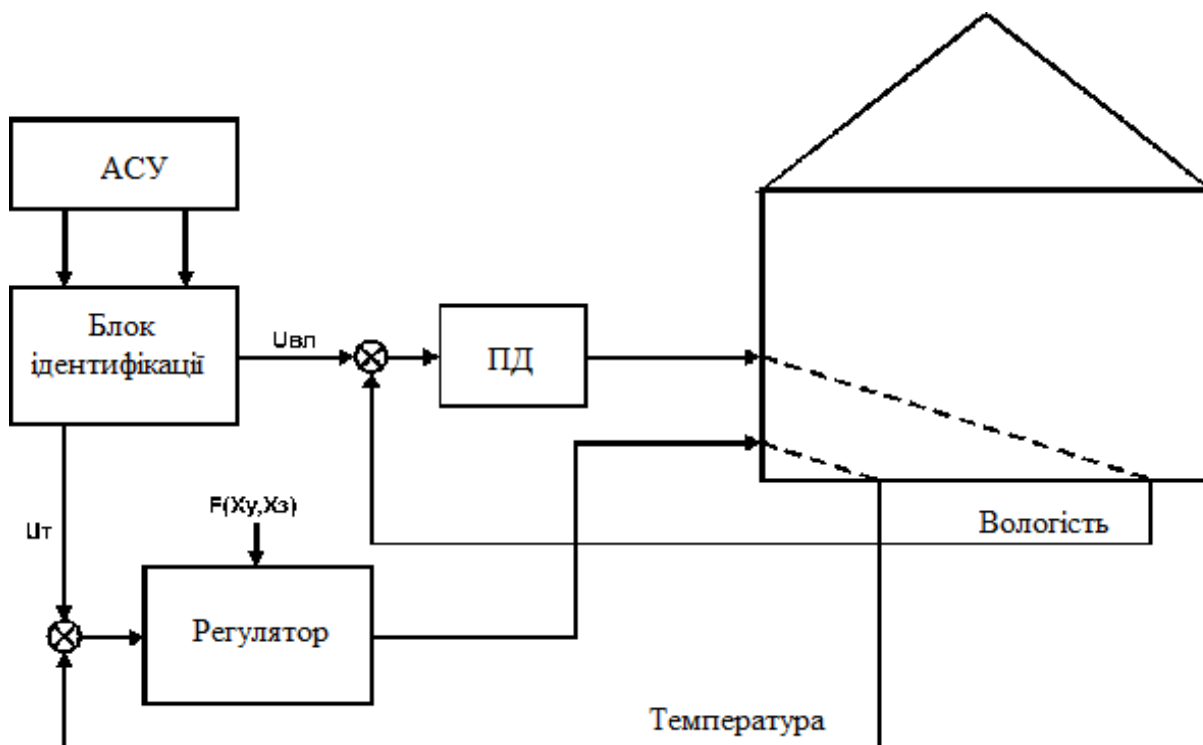 АСУ
Блок
ідентифікації
Uвл
ПД
Uт
F(Xу,Xз)
Вологість
Регулятор
Температура